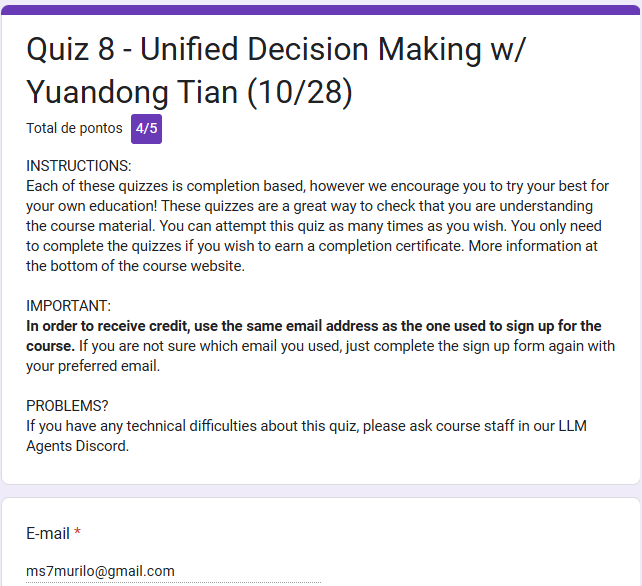 Quiz 8 - Unified Decision Making w/
Yuandong Tian (10/28)
Total de pontos 4/5
INSTRUCTIONS:
Each of these quizzes is completion based, however we encourage you to try your best for
your own education! These quizzes are a great way to check that you are understanding
the course material. You can attempt this quiz as many times as you wish. You only need
to complete the quizzes if you wish to earn a completion certificate. More information at
the bottom of the course website.
IMPORTANT:
In order to receive credit, use the same email address as the one used to sign up for the
course. If you are not sure which email you used, just complete the sign up form again with
your preferred email.
PROBLEMS?
If you have any technical difficulties about this quiz, please ask course staff in our LLM
Agents Discord.
E-mail *
ms7murilo@gmail.com